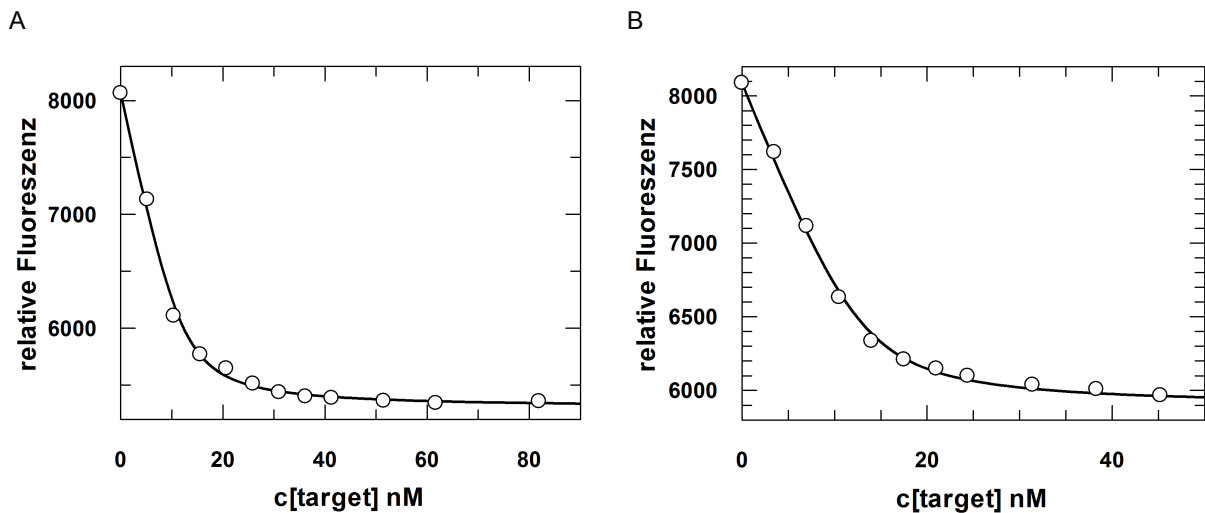 A
B
relative Fluoreszenz
8000
7000
6000
0 20 40 60 80
c[target] nM
relative Fluoreszenz
8000
7500
7000
6500
6000
0 20 40
c[target] nM